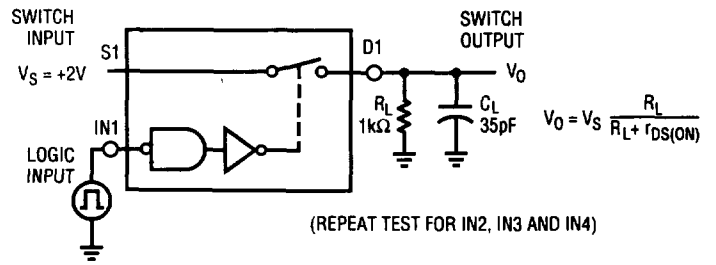 SWITCH
INPUT
S1
V_S = +2V
D1
SWITCH
OUTPUT
V_O
R_L
1kΩ
C_L
35pF
V_O = V_S R_L / (R_L + r_DS(ON))
IN1
LOGIC
INPUT
(REPEAT TEST FOR IN2, IN3 AND IN4)